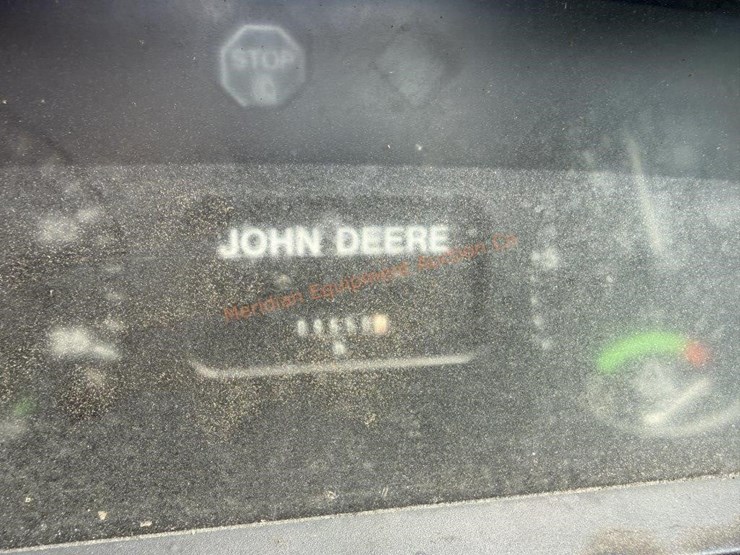 STOP
JOHN DEERE
Meridian Equipment Auction Co